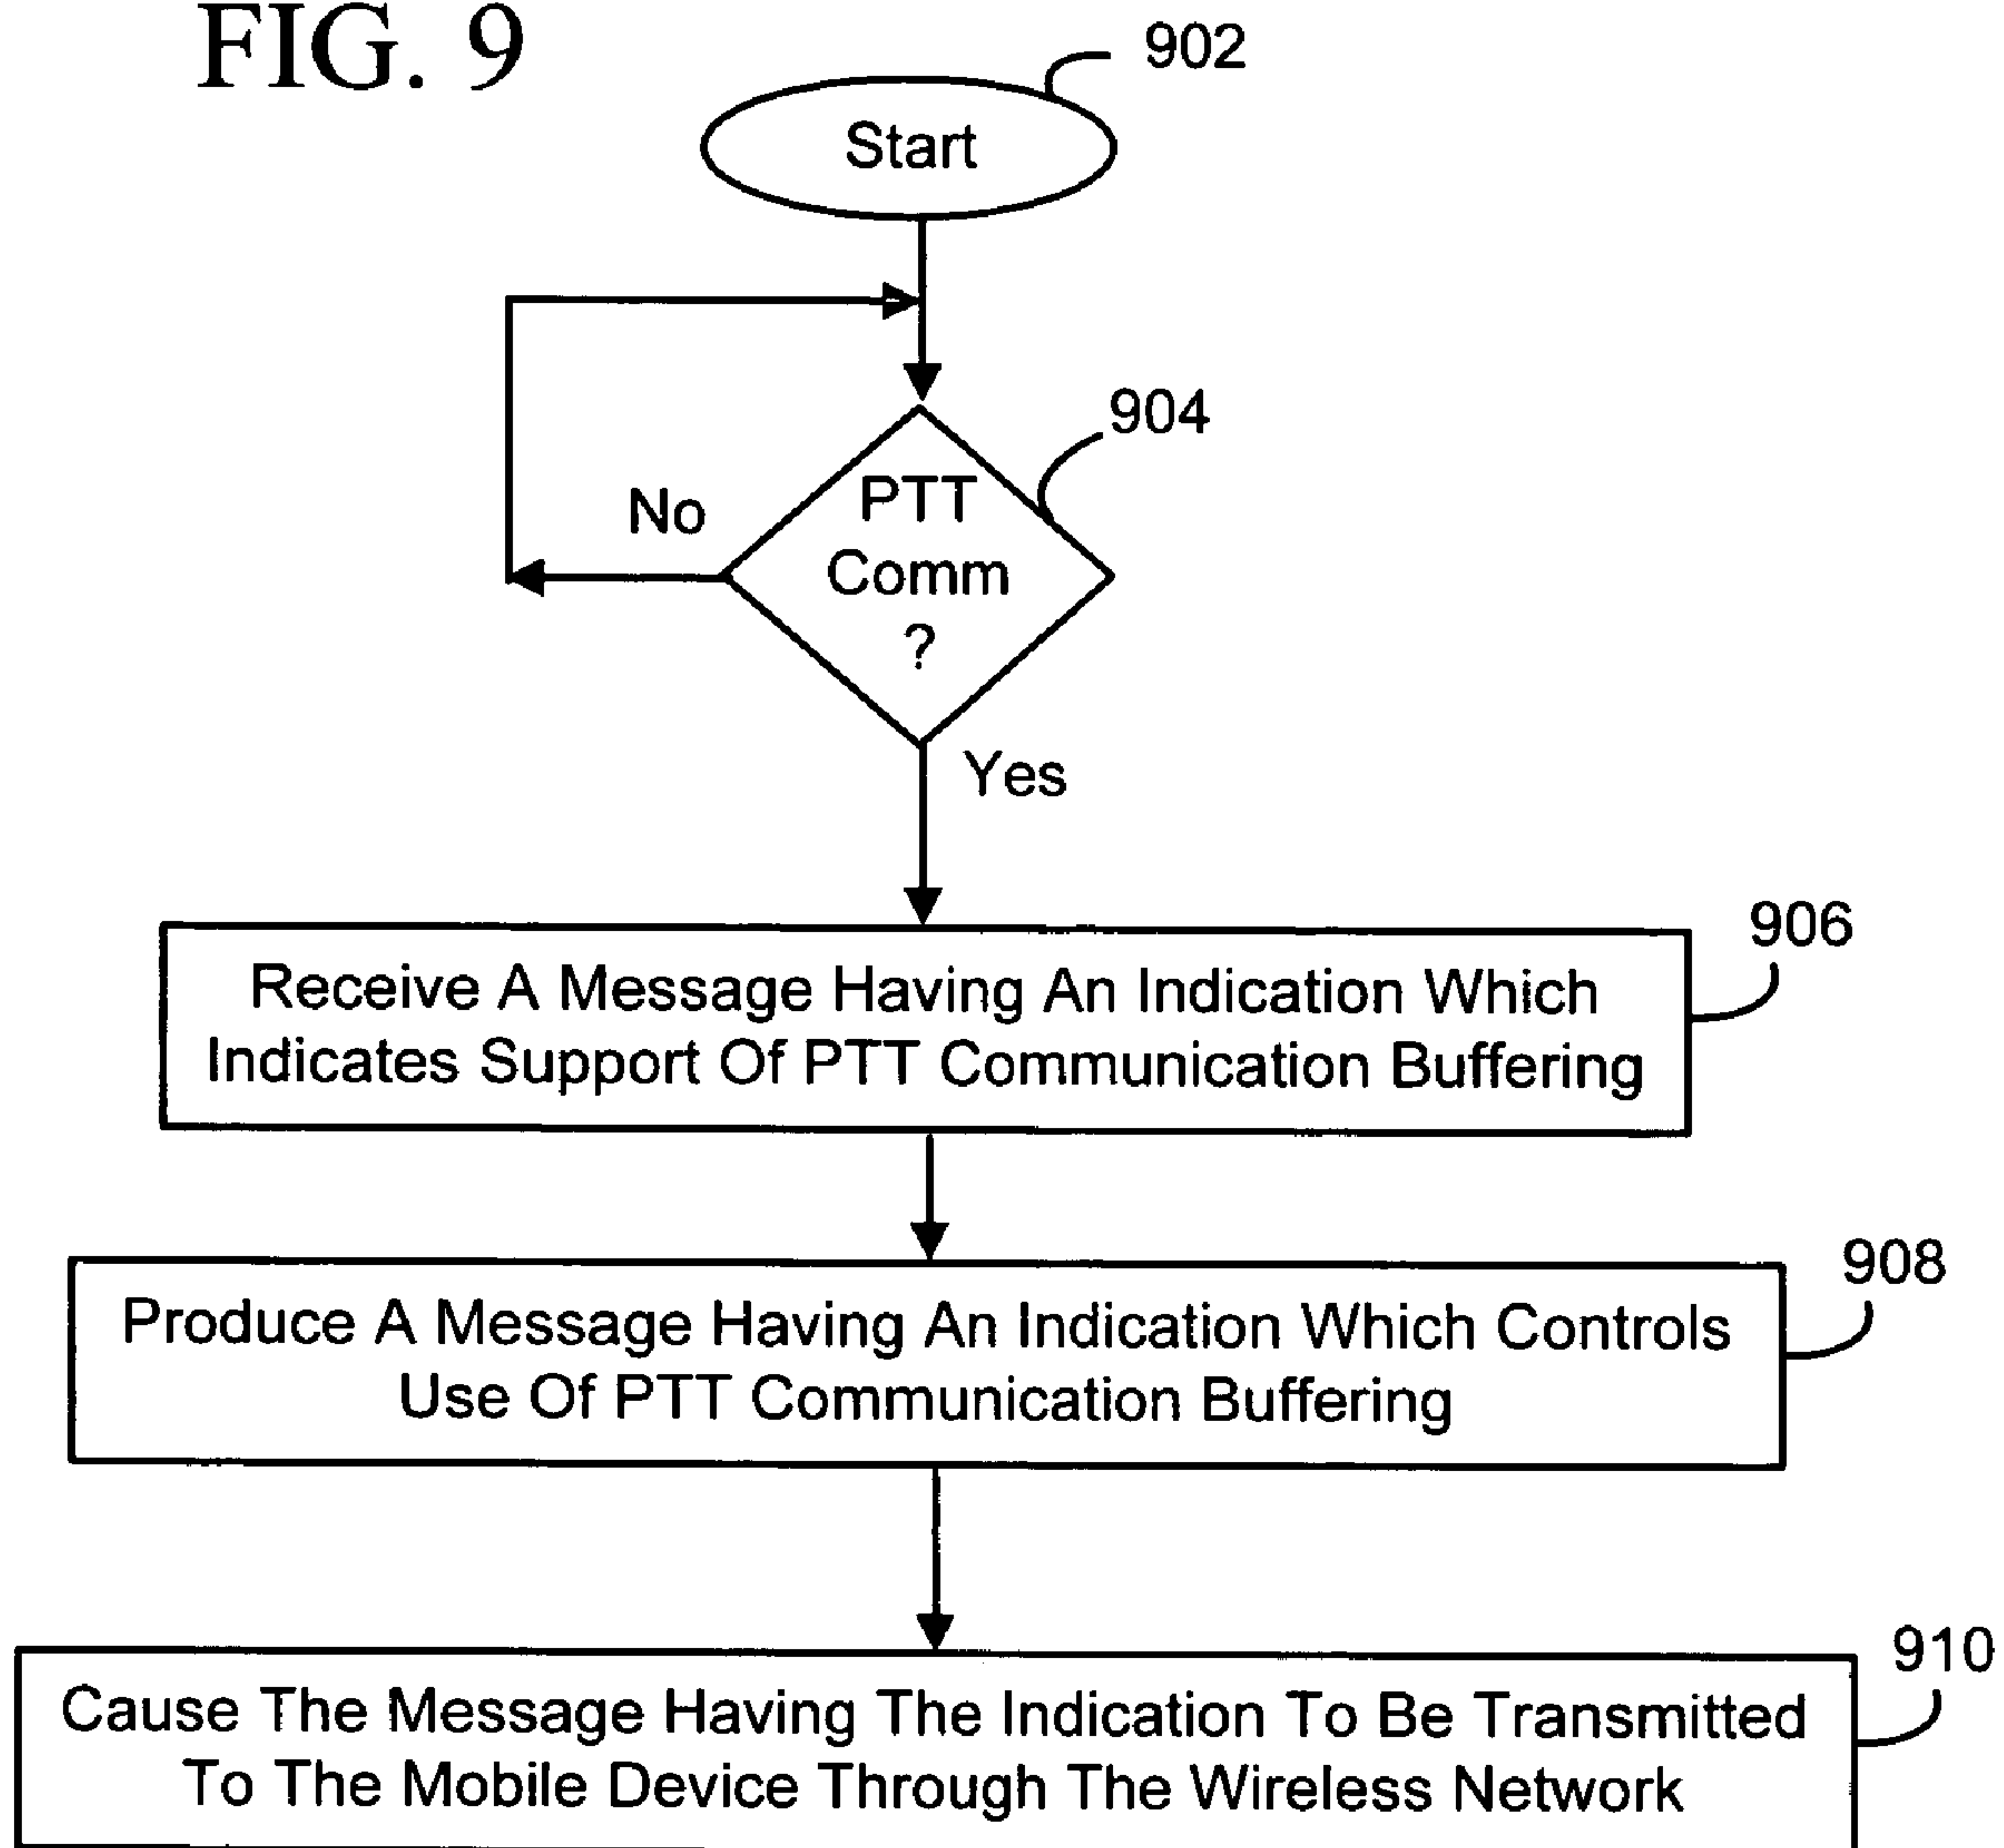 FIG. 9
902
Start
904
No
PTT
Comm
?
Yes
906
Receive A Message Having An Indication Which
Indicates Support Of PTT Communication Buffering
908
Produce A Message Having An Indication Which Controls
Use Of PTT Communication Buffering
910
Cause The Message Having The Indication To Be Transmitted
To The Mobile Device Through The Wireless Network